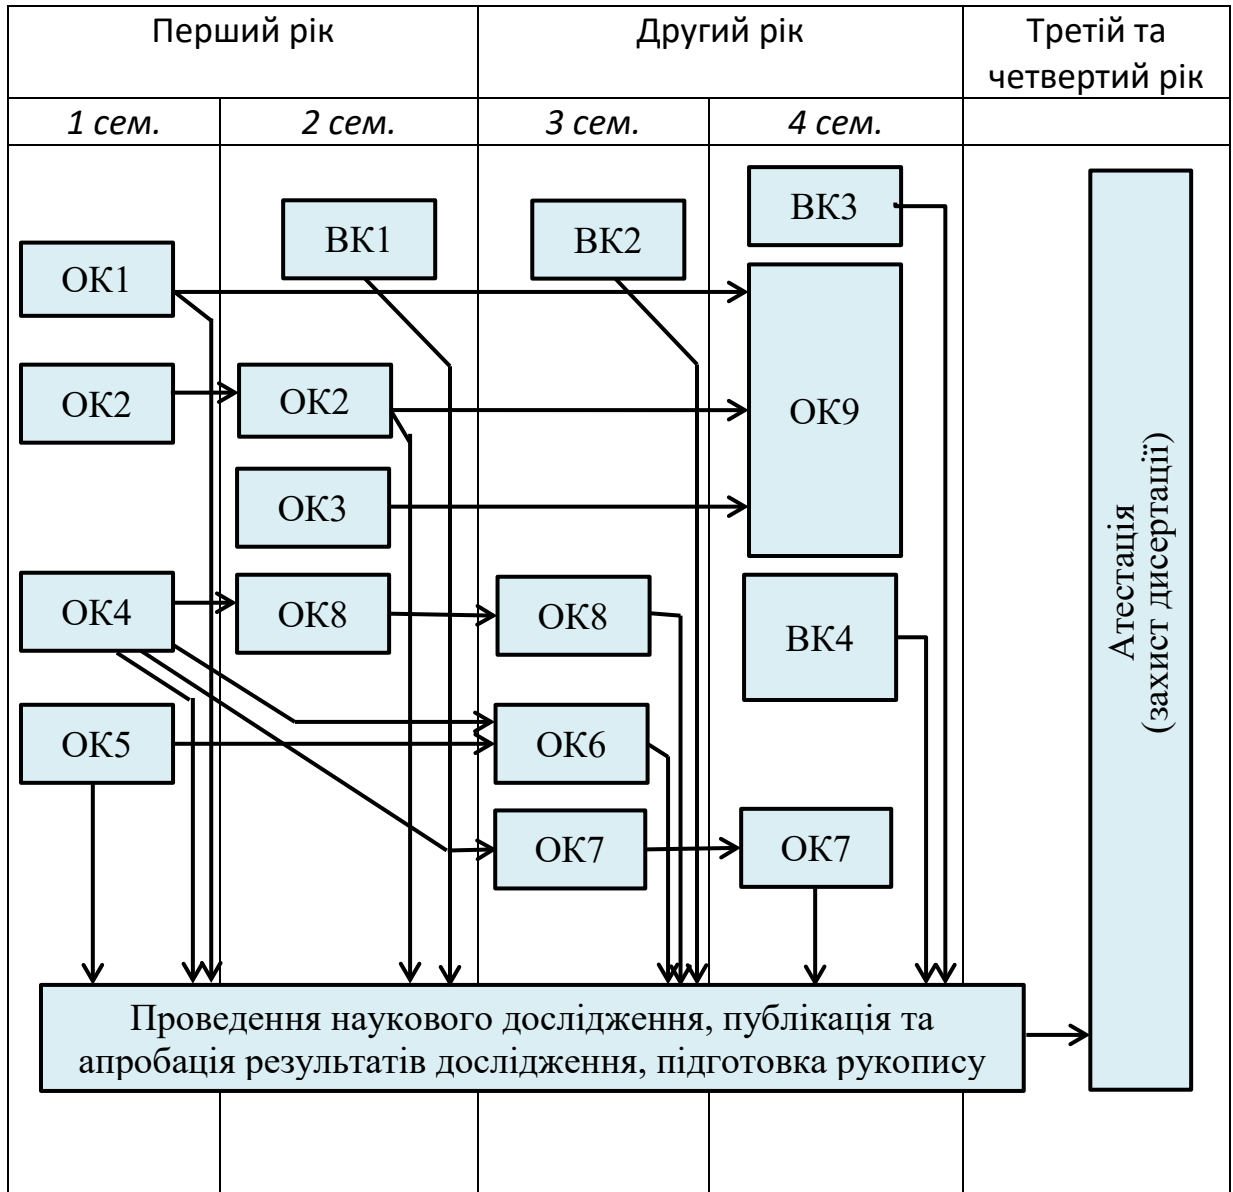 Перший рік
Другий рік
Третій та
четвертий рік
1 сем.
2 сем.
3 сем.
4 сем.
ВК3
ВК1
ВК2
ОК1
ОК9
ОК2
ОК2
ОК3
ОК4
ОК8
ОК8
ВК4
ОК5
ОК6
ОК7
ОК7
Атестація
(захист дисертації)
Проведення наукового дослідження, публікація та
апробація результатів дослідження, підготовка рукопису